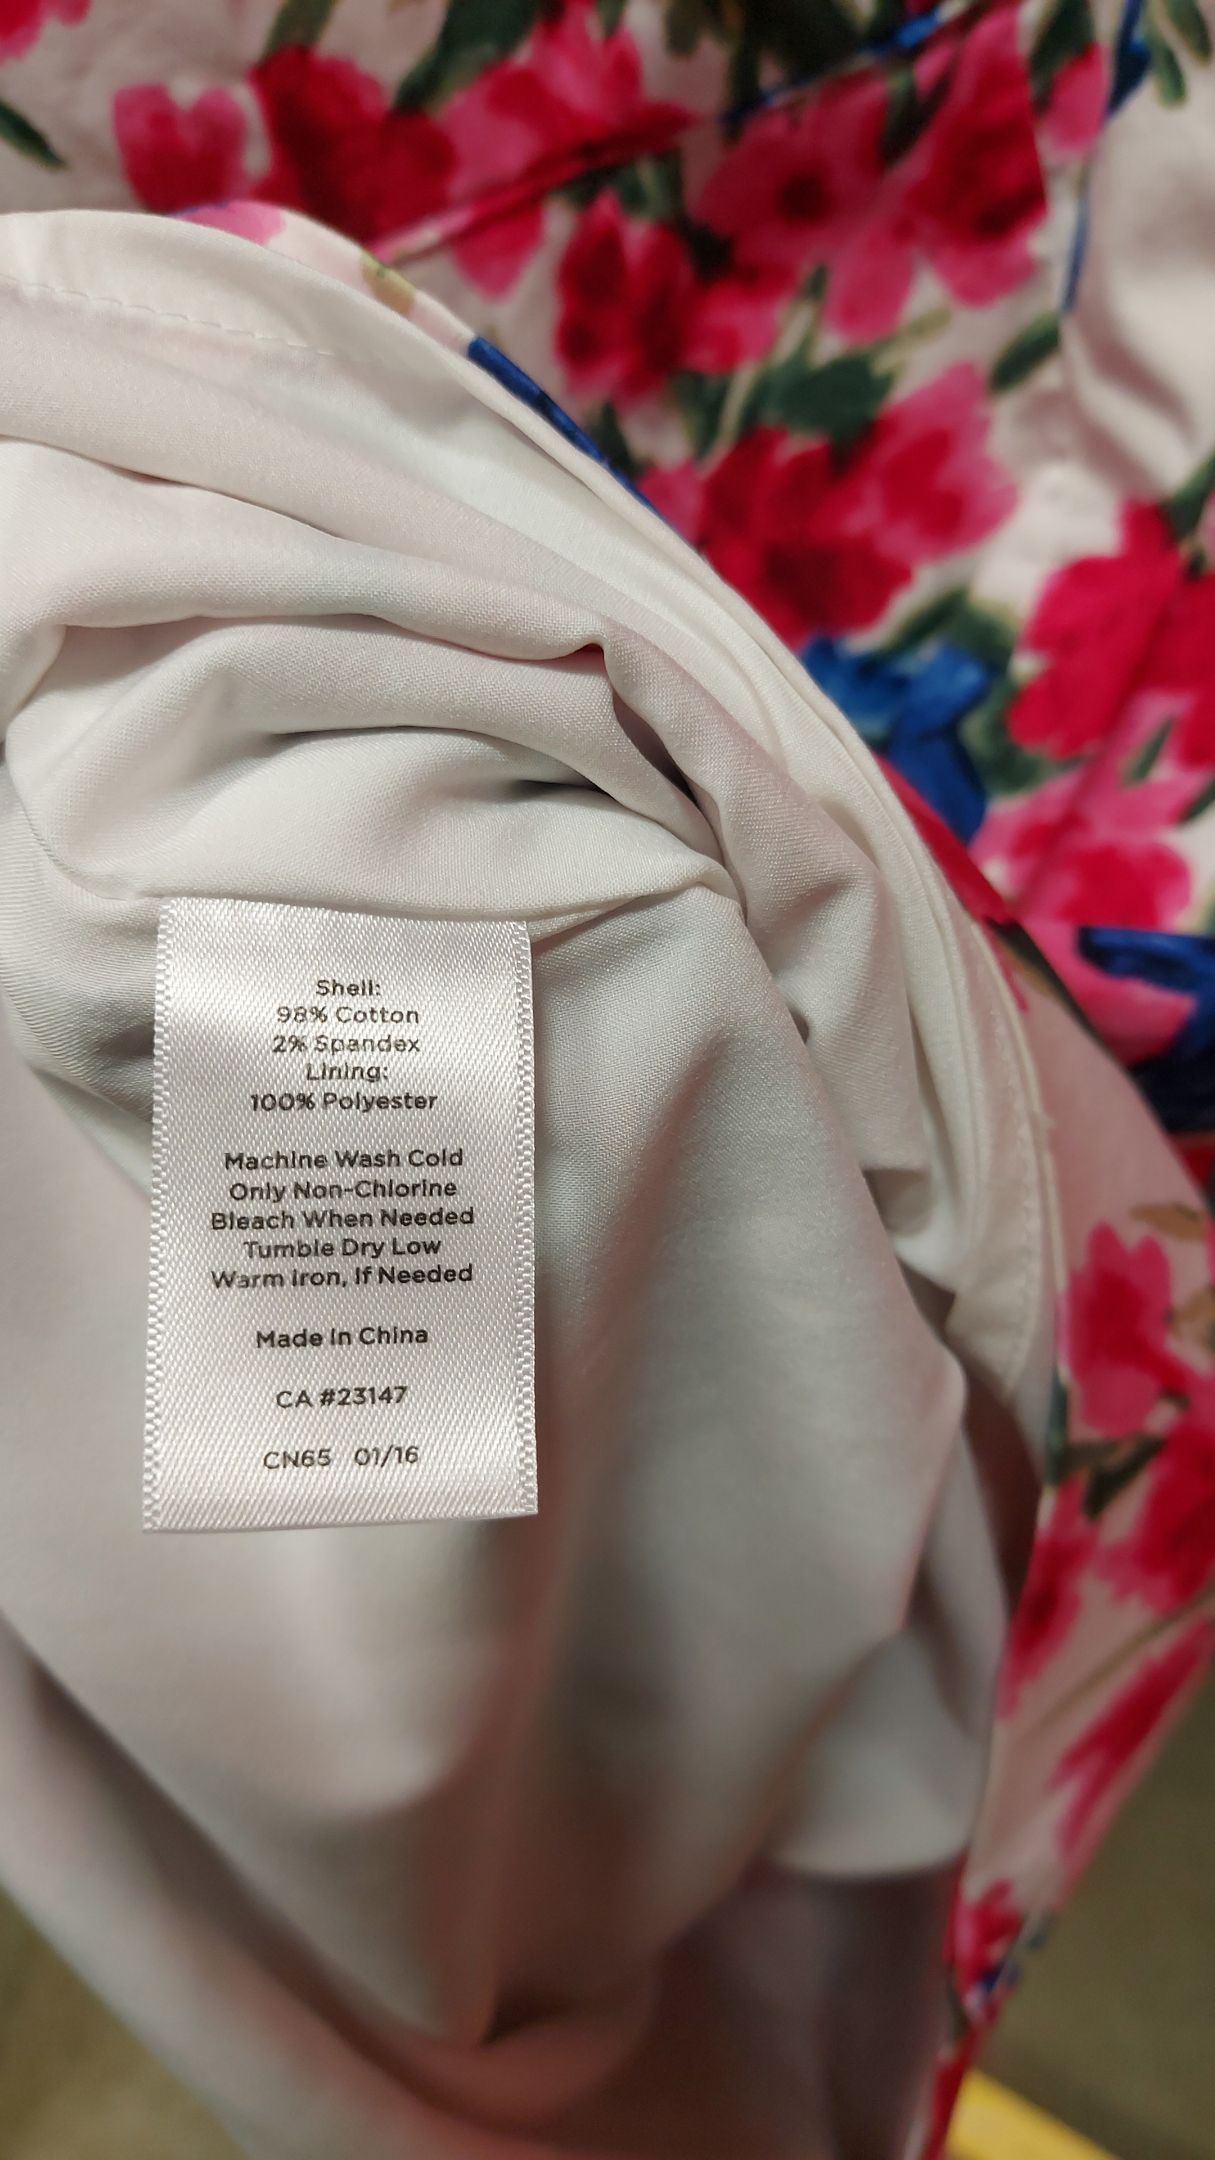 Shell:
98% Cotton
2% Spandex
Lining:
100% Polyester
Machine Wash Cold
Only Non-Chlorine
Bleach When Needed
Tumble Dry Low
Warm Iron, If Needed
Made In China
CA #23147
CN65 01/16